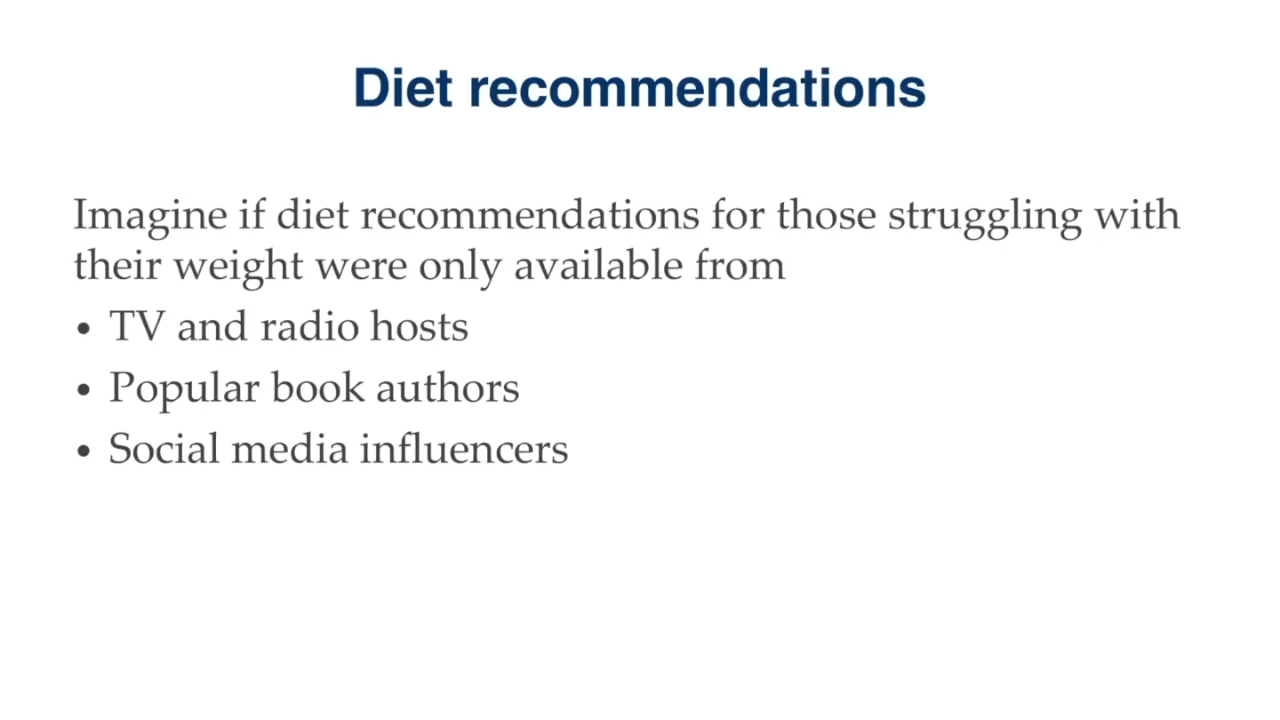 Diet recommendations
Imagine if diet recommendations for those struggling with
their weight were only available from
• TV and radio hosts
• Popular book authors
• Social media influencers